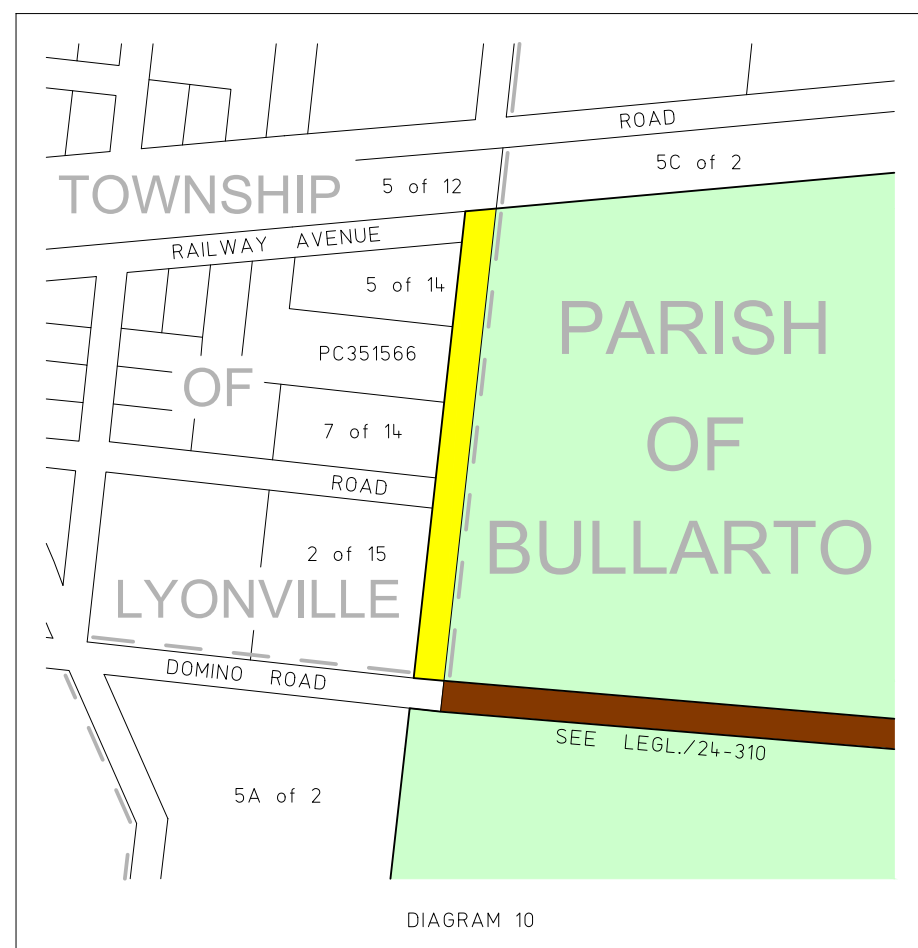 ROAD
5C of 2
TOWNSHIP
5 of 12
RAILWAY AVENUE
5 of 14
PARISH
PC351566
OF
7 of 14
OF
ROAD
2 of 15
BULLARTO
LYONVILLE
DOMINO ROAD
SEE LEGL./24-310
5A of 2
DIAGRAM 10